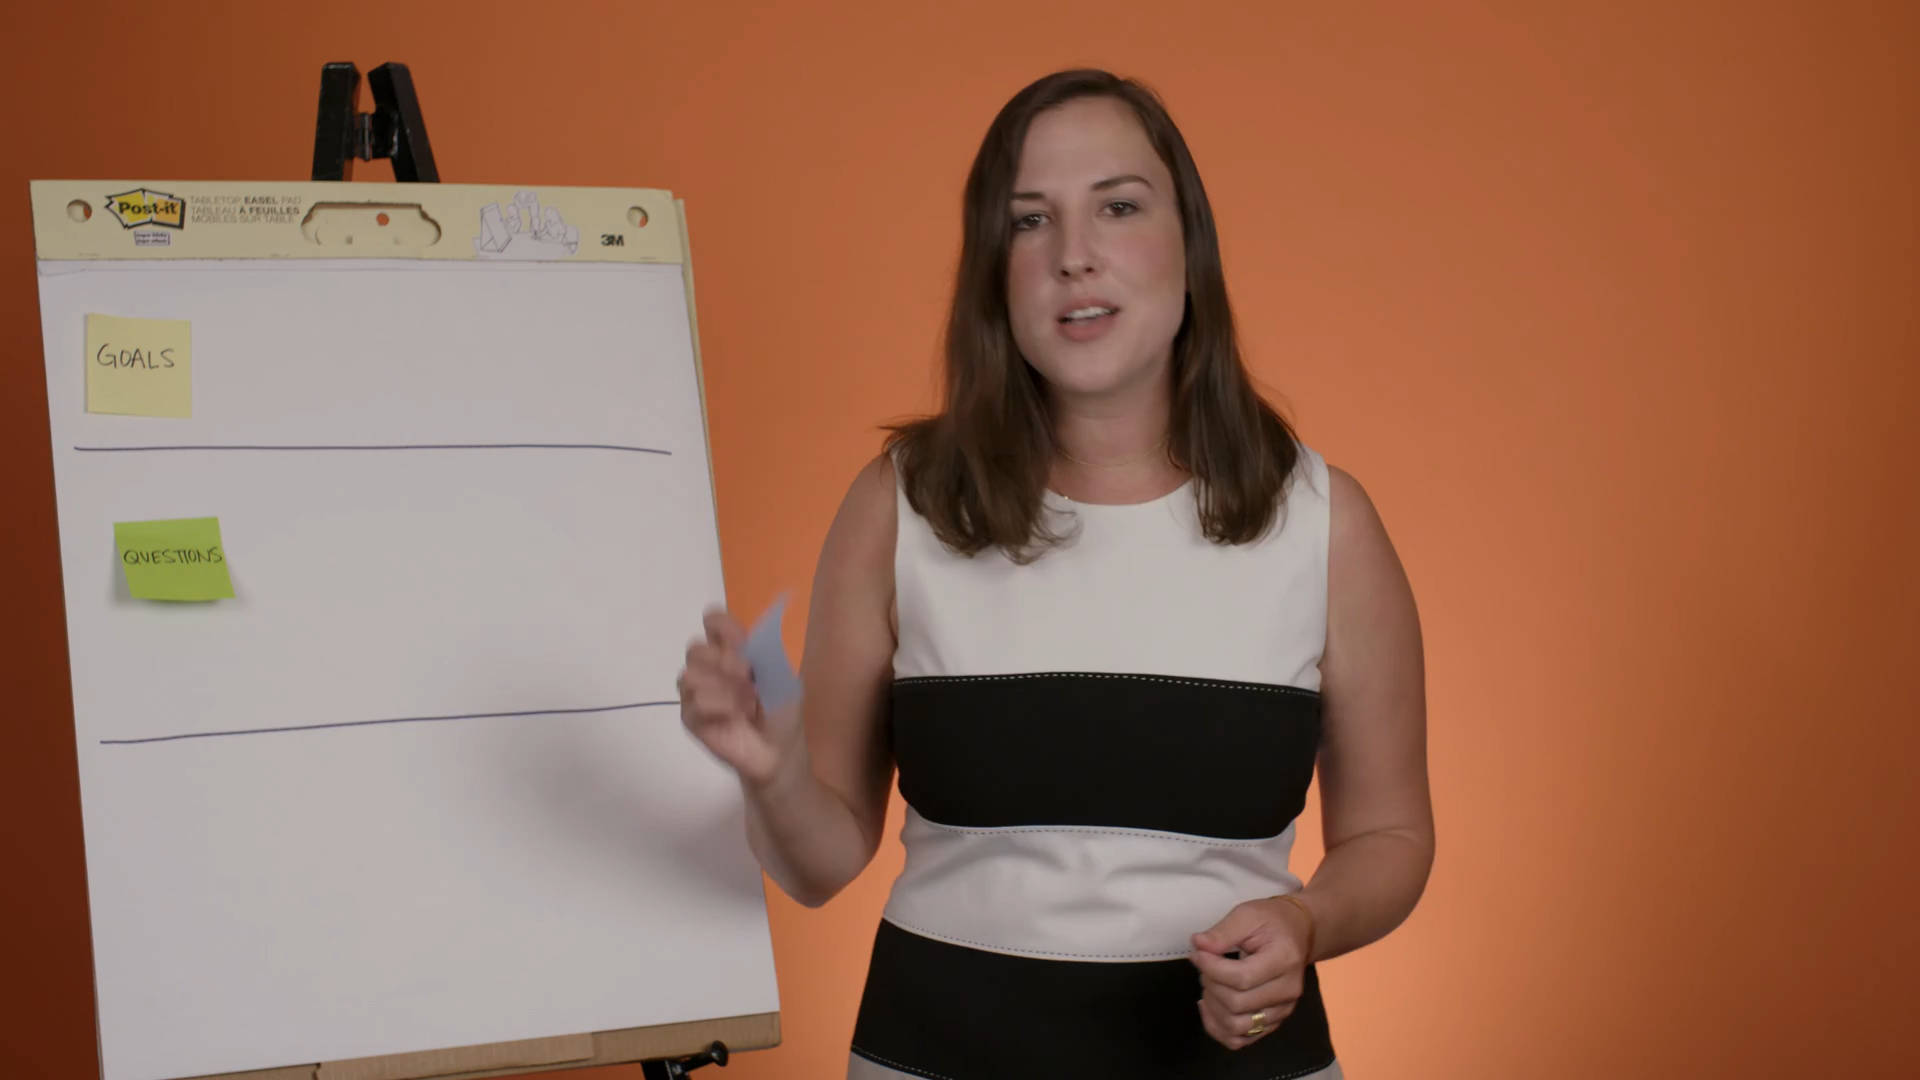 Post-it
TABLETOP EASEL PAD
TABLEAU À FEUILLES
MOBILES SUR TABLE
3M
GOALS
QUESTIONS